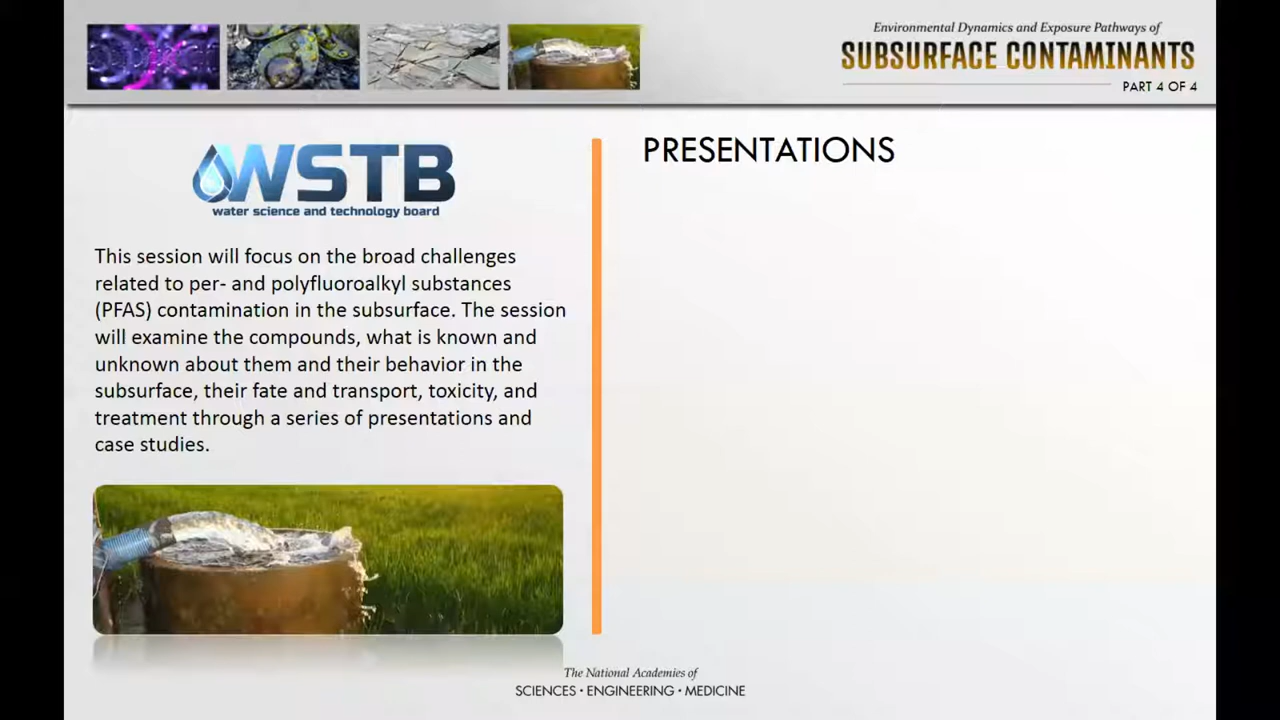 Environmental Dynamics and Exposure Pathways of
SUBSURFACE CONTAMINANTS
PART 4 OF 4
WSTB
water science and technology board
This session will focus on the broad challenges
related to per- and polyfluoroalkyl substances
(PFAS) contamination in the subsurface. The session
will examine the compounds, what is known and
unknown about them and their behavior in the
subsurface, their fate and transport, toxicity, and
treatment through a series of presentations and
case studies.
PRESENTATIONS
The National Academies of
SCIENCES · ENGINEERING · MEDICINE